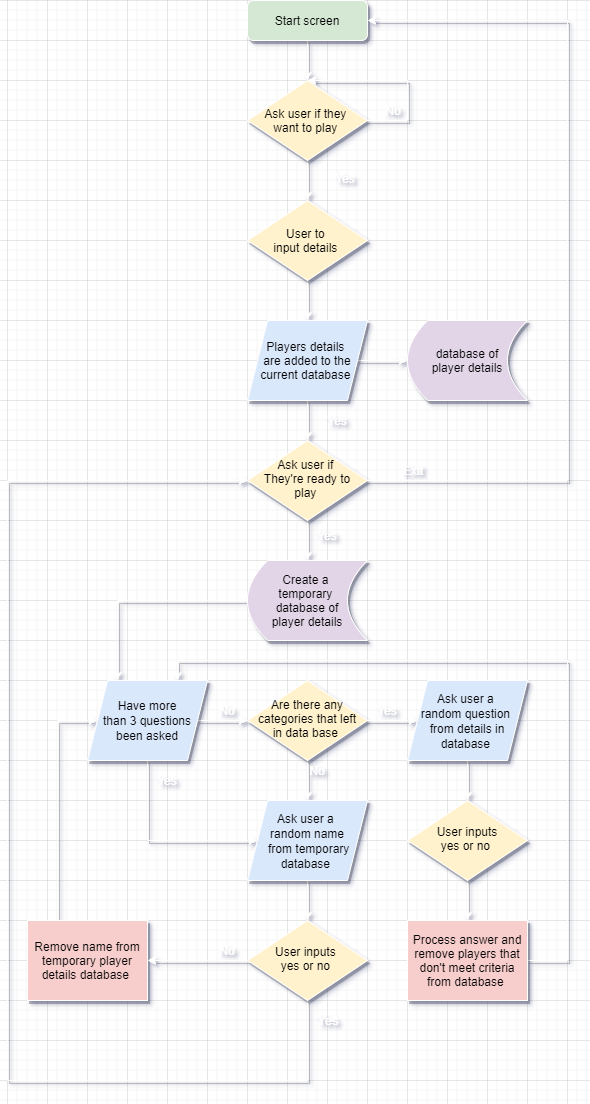 Start screen
Ask user if they
want to play
No
Yes
User to
input details
Players details
are added to the
current database
database of
player details
Yes
Ask user if
They're ready to
play
Exit
Yes
Create a
temporary
database of
player details
Have more
than 3 questions
been asked
No
Are there any
categories that left
in data base
Yes
Ask user a
random question
from details in
database
Yes
No
Ask user a
random name
from temporary
database
User inputs
yes or no
Remove name from
temporary player
details database
No
User inputs
yes or no
Process answer and
remove players that
don't meet criteria
from database
Yes